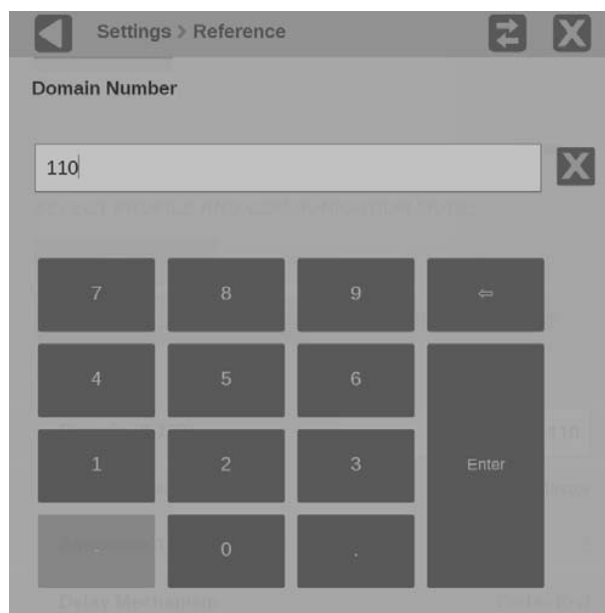 Settings > Reference
Domain Number
110
7 8 9 ⇦
4 5 6
110
1 2 3 Enter
- 0 .
Delay Mechanism